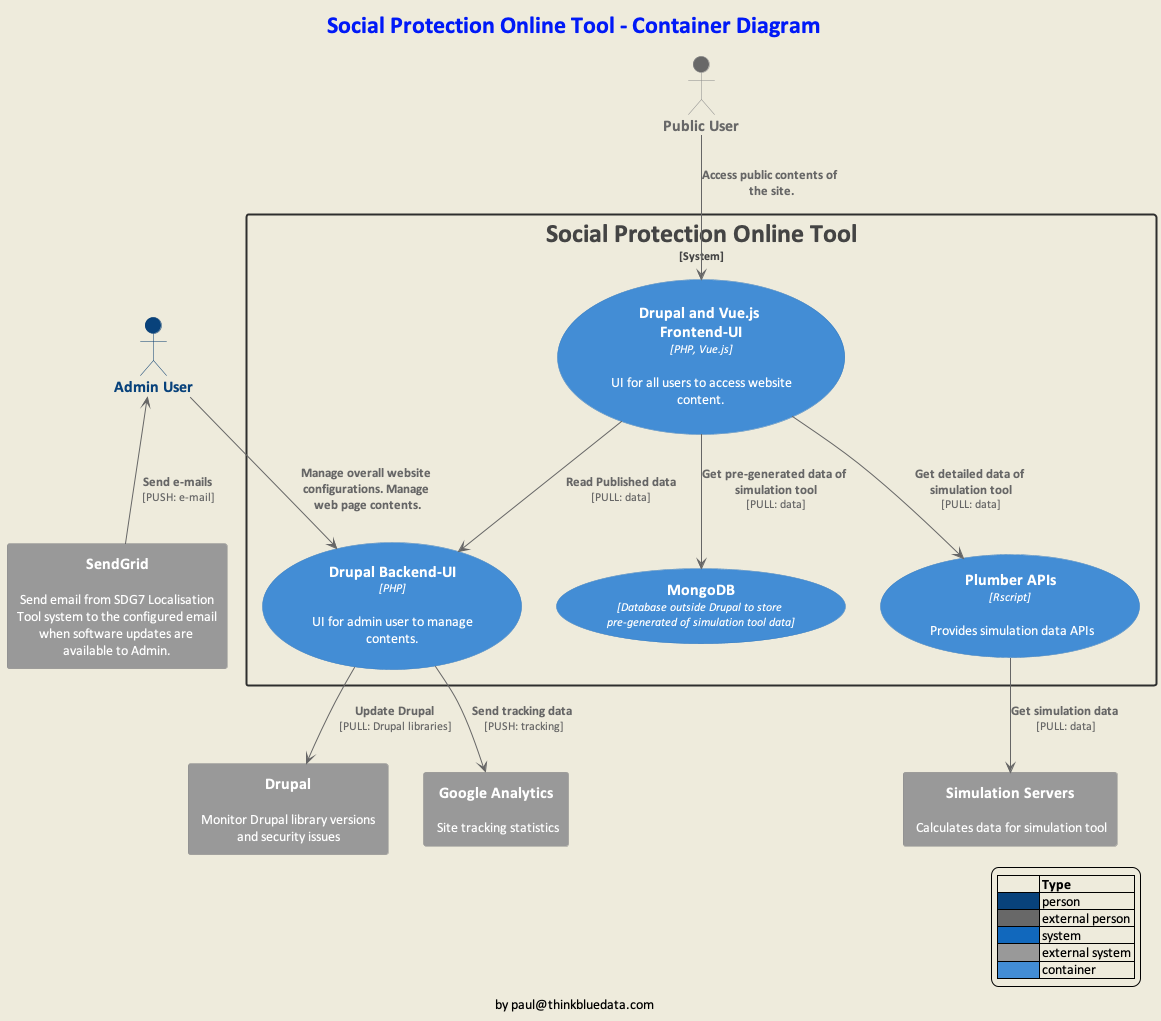 Social Protection Online Tool - Container Diagram
Public User
Access public contents of
the site.
Social Protection Online Tool
[System]
Drupal and Vue.js
Frontend-UI
[PHP, Vue.js]
UI for all users to access website
content.
Admin User
Send e-mails
[PUSH: e-mail]
Manage overall website
configurations. Manage
web page contents.
Read Published data
[PULL: data]
Get pre-generated data of
simulation tool
[PULL: data]
Get detailed data of
simulation tool
[PULL: data]
SendGrid
Send email from SDG7 Localisation
Tool system to the configured email
when software updates are
available to Admin.
Drupal Backend-UI
[PHP]
UI for admin user to manage
contents.
MongoDB
[Database outside Drupal to store
pre-generated of simulation tool data]
Plumber APIs
[Rscript]
Provides simulation data APIs
Update Drupal
[PULL: Drupal libraries]
Send tracking data
[PUSH: tracking]
Get simulation data
[PULL: data]
Drupal
Monitor Drupal library versions
and security issues
Google Analytics
Site tracking statistics
Simulation Servers
Calculates data for simulation tool
Type
person
external person
system
external system
container
by paul@thinkbluedata.com